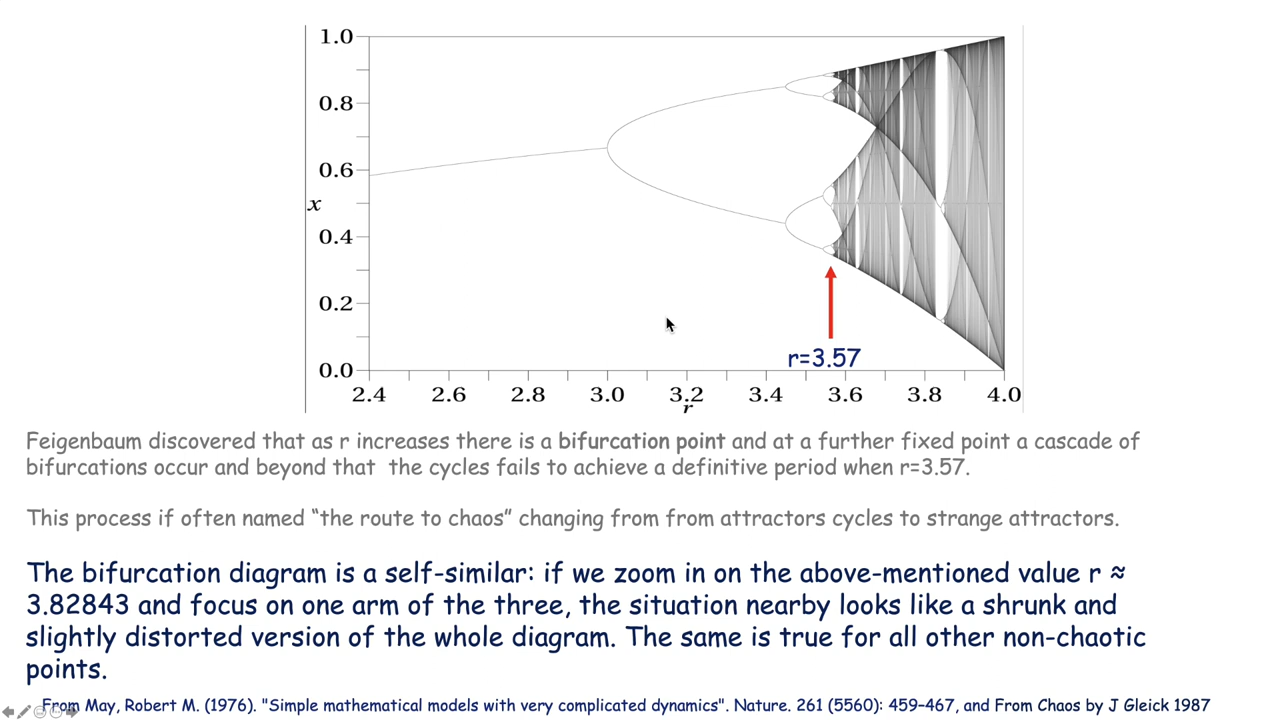 1.0
0.8
0.6
x
0.4
0.2
0.0
r=3.57
2.4 2.6 2.8 3.0 3.2 3.4 3.6 3.8 4.0
r
Feigenbaum discovered that as r increases there is a bifurcation point and at a further fixed point a cascade of
bifurcations occur and beyond that the cycles fails to achieve a definitive period when r=3.57.
This process if often named “the route to chaos” changing from from attractors cycles to strange attractors.
The bifurcation diagram is a self-similar: if we zoom in on the above-mentioned value r ≈
3.82843 and focus on one arm of the three, the situation nearby looks like a shrunk and
slightly distorted version of the whole diagram. The same is true for all other non-chaotic
points.
From May, Robert M. (1976). "Simple mathematical models with very complicated dynamics". Nature. 261 (5560): 459–467, and From Chaos by J Gleick 1987